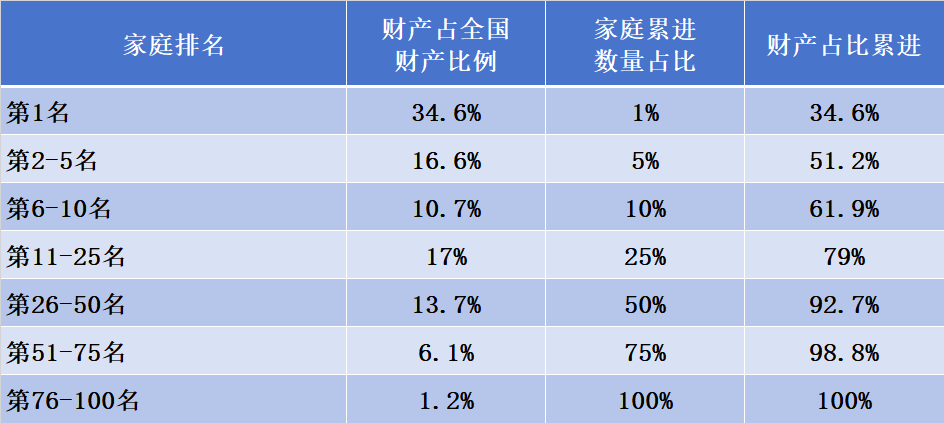 家庭排名 财产占全国财产比例 家庭累进数量占比 财产占比累进
第1名 34.6% 1% 34.6%
第2-5名 16.6% 5% 51.2%
第6-10名 10.7% 10% 61.9%
第11-25名 17% 25% 79%
第26-50名 13.7% 50% 92.7%
第51-75名 6.1% 75% 98.8%
第76-100名 1.2% 100% 100%